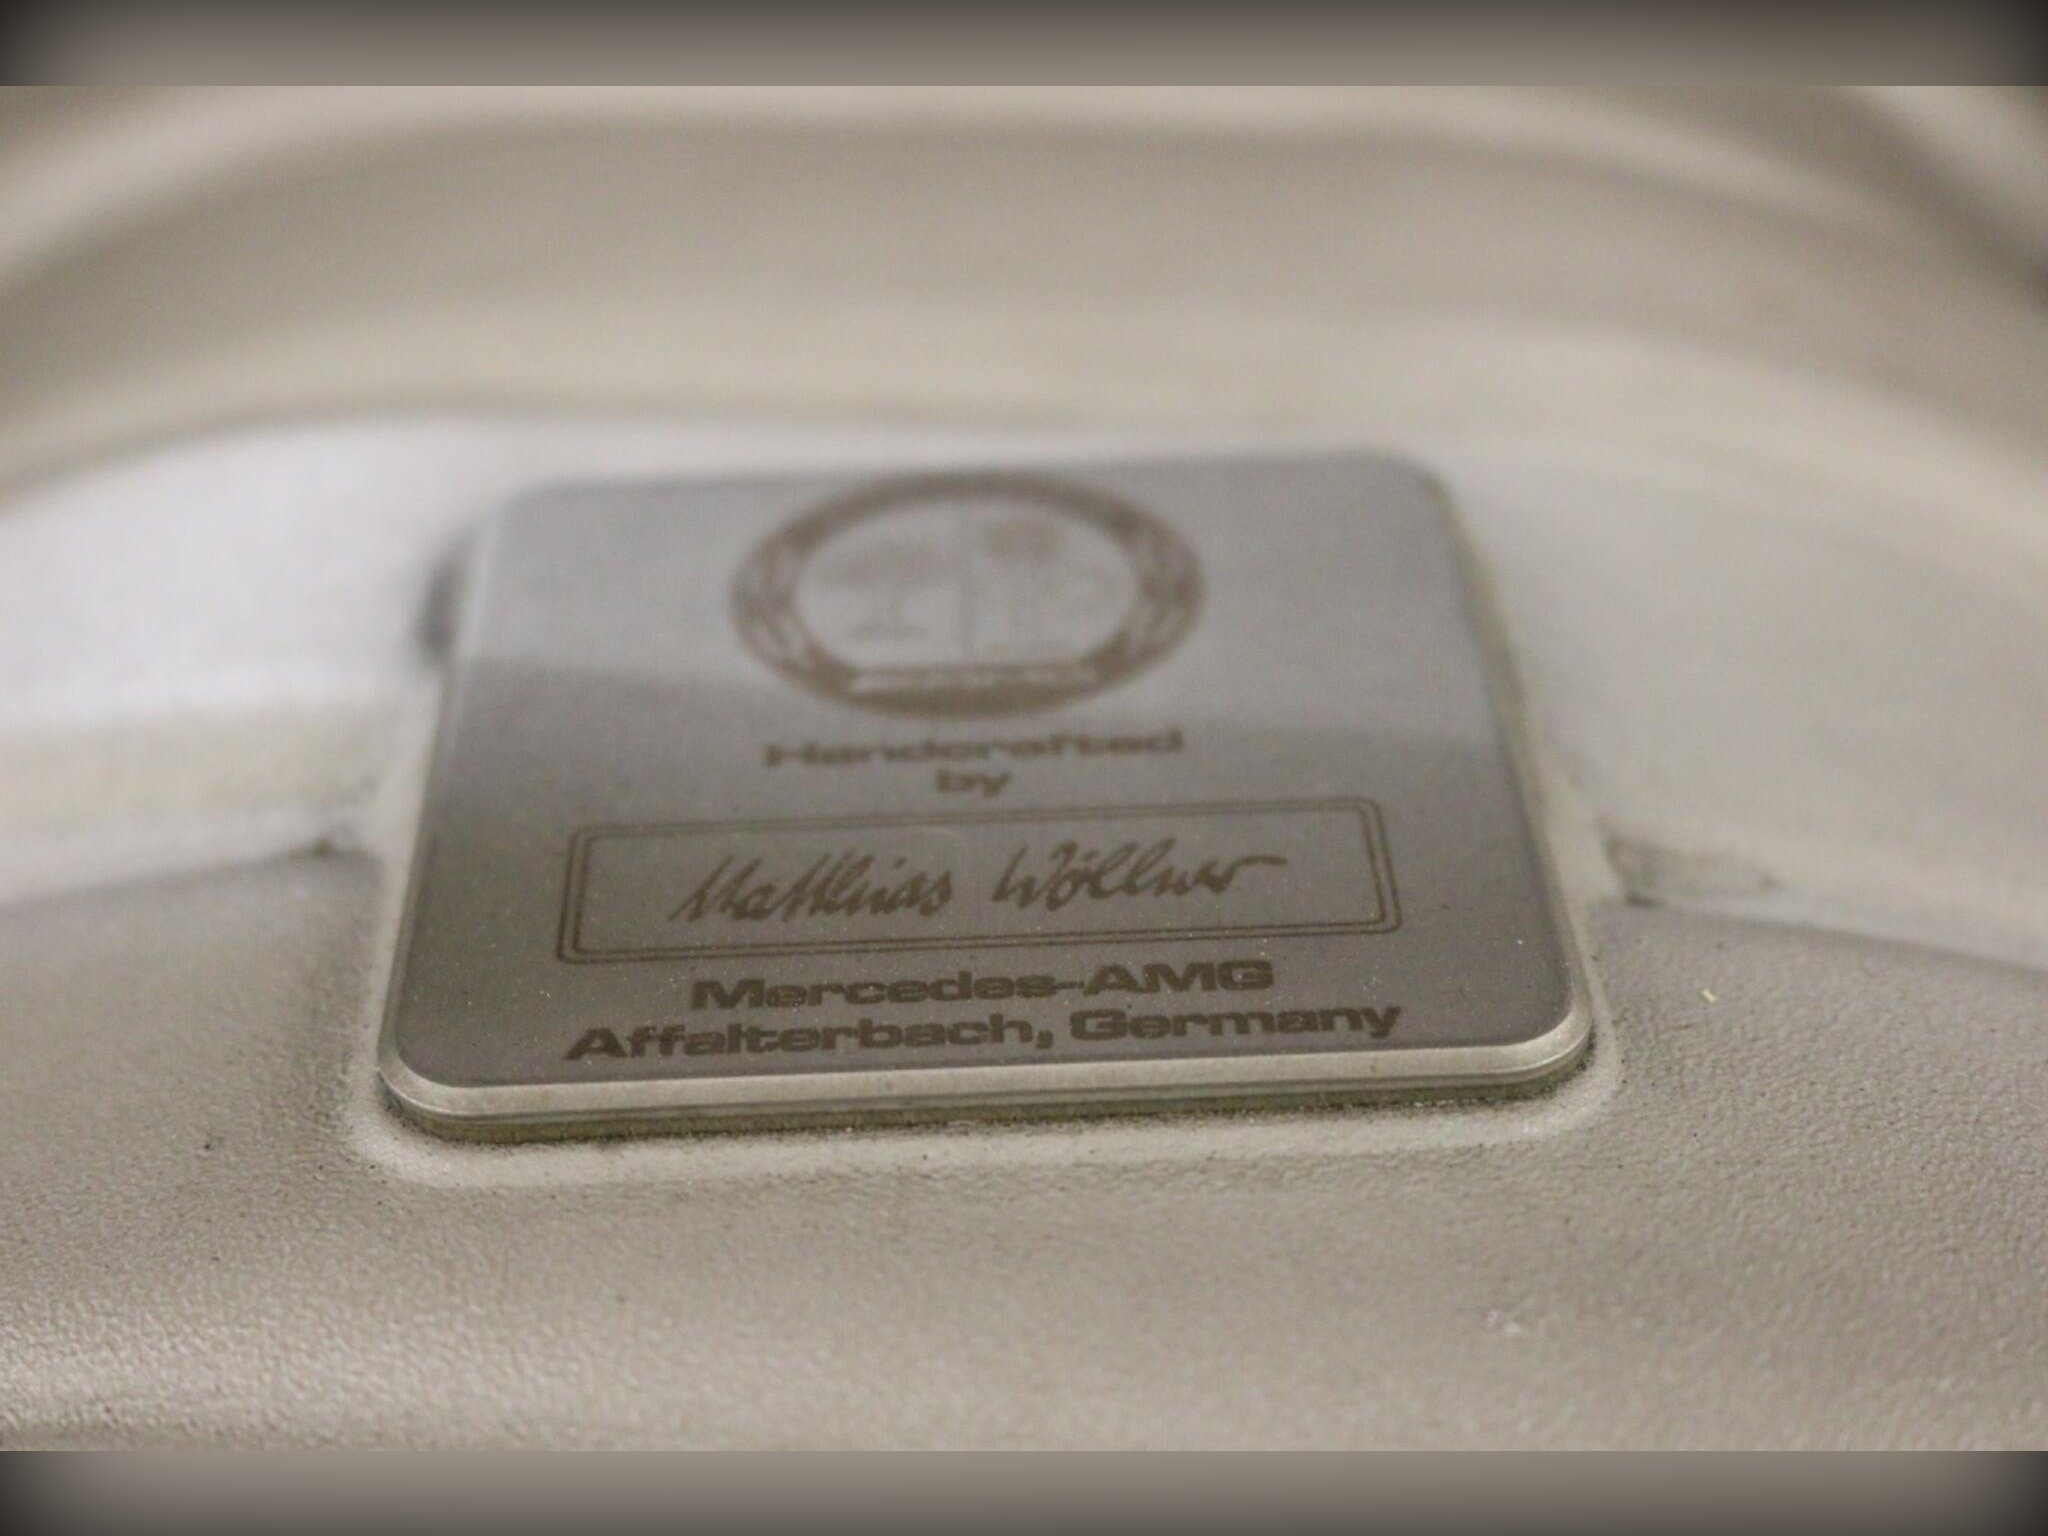 Handcrafted
by
Matthias Wöllner
Mercedes-AMG
Affalterbach, Germany